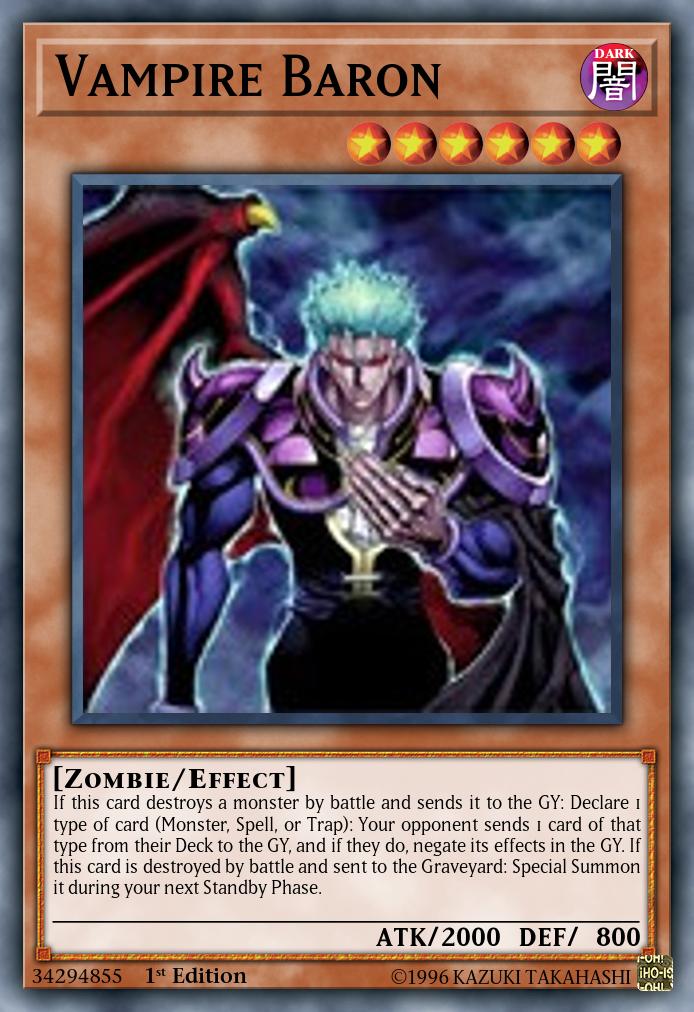 Vampire Baron
DARK
闇
[Zombie/Effect]
If this card destroys a monster by battle and sends it to the GY: Declare 1
type of card (Monster, Spell, or Trap): Your opponent sends 1 card of that
type from their Deck to the GY, and if they do, negate its effects in the GY. If
this card is destroyed by battle and sent to the Graveyard: Special Summon
it during your next Standby Phase.
ATK/2000 DEF/ 800
34294855 1st Edition ©1996 KAZUKI TAKAHASHI